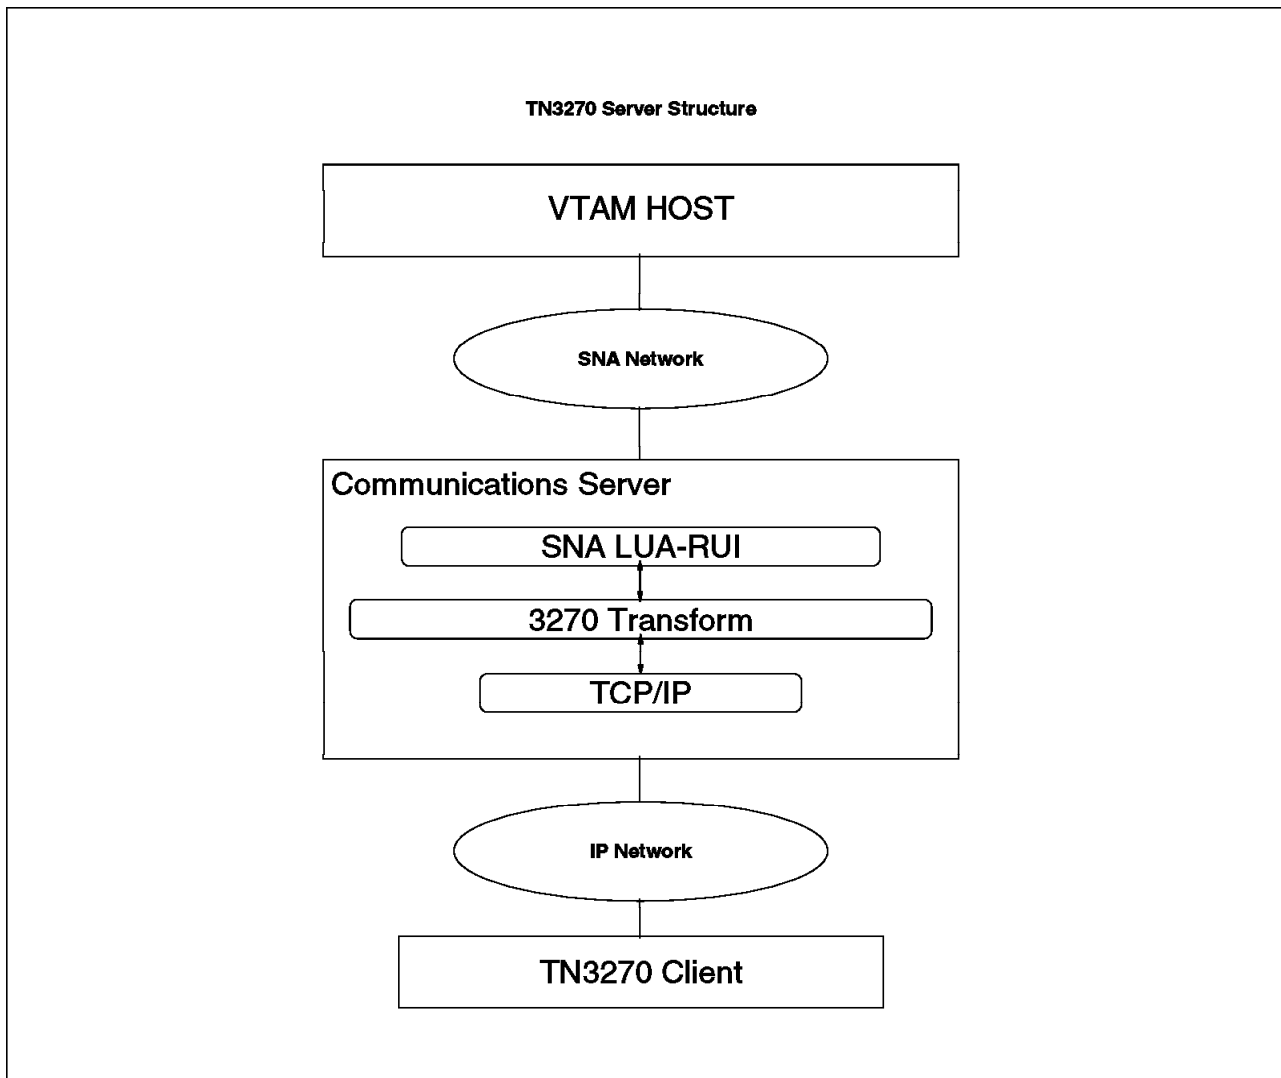 TN3270 Server Structure
VTAM HOST
SNA Network
Communications Server
SNA LUA-RUI
3270 Transform
TCP/IP
IP Network
TN3270 Client